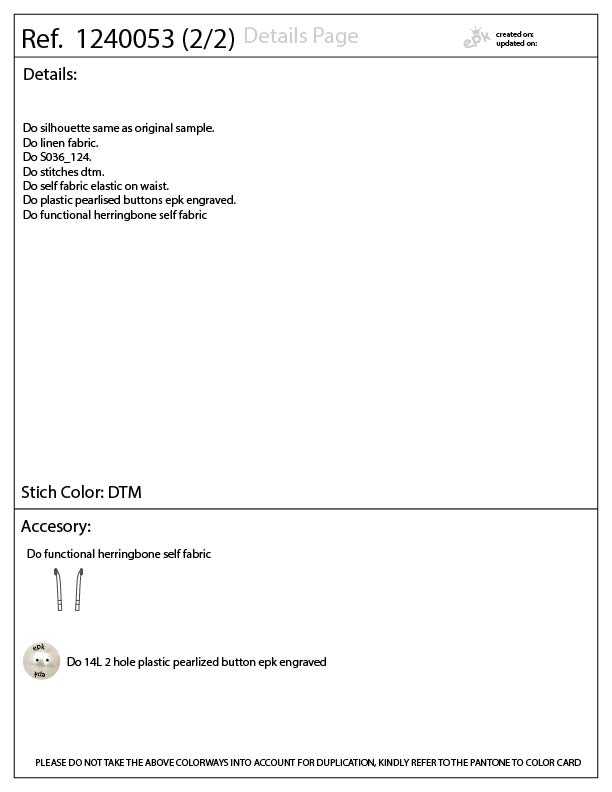 Ref. 1240053 (2/2) Details Page
epk
created on:
updated on:
Details:
Do silhouette same as original sample.
Do linen fabric.
Do S036_124.
Do stitches dtm.
Do self fabric elastic on waist.
Do plastic pearlised buttons epk engraved.
Do functional herringbone self fabric
Stich Color: DTM
Accesory:
Do functional herringbone self fabric
epk
epk
Do 14L 2 hole plastic pearlized button epk engraved
PLEASE DO NOT TAKE THE ABOVE COLORWAYS INTO ACCOUNT FOR DUPLICATION, KINDLY REFER TO THE PANTONE TO COLOR CARD